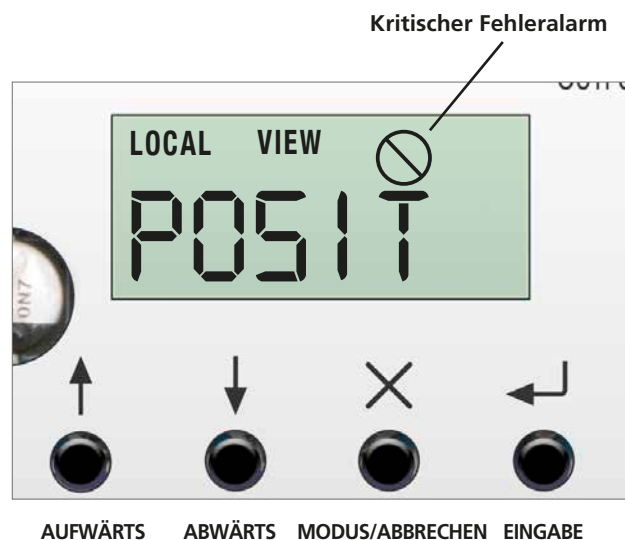 Kritischer Fehleralarm
LOCAL VIEW
POSIT
AUFWÄRTS ABWÄRTS MODUS/ABBRECHEN EINGABE